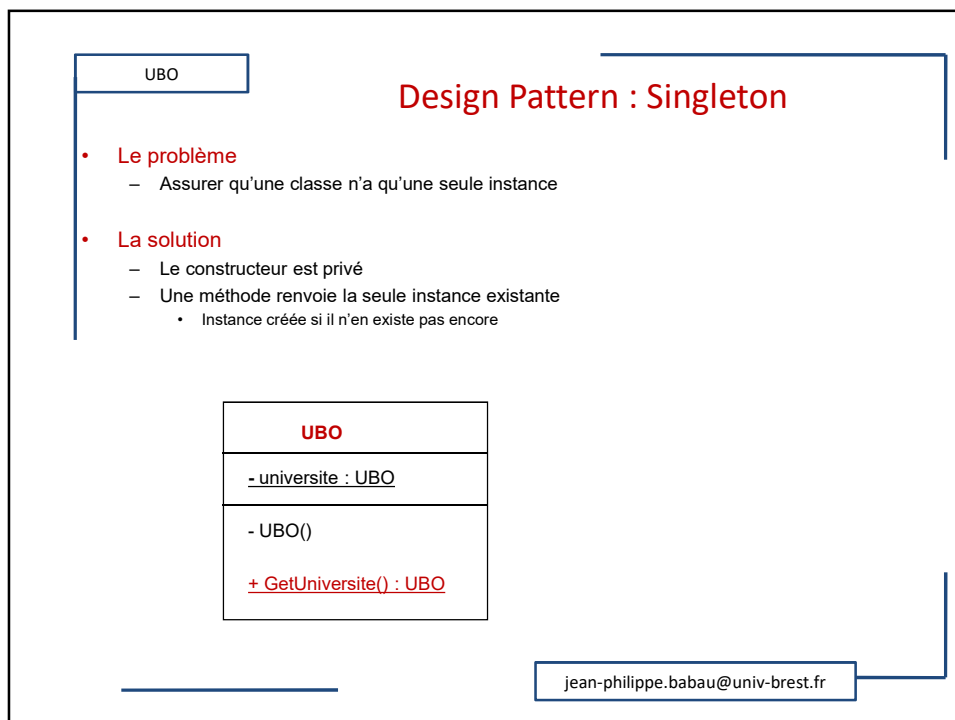 UBO
Design Pattern : Singleton
• Le problème
– Assurer qu'une classe n'a qu'une seule instance
• La solution
– Le constructeur est privé
– Une méthode renvoie la seule instance existante
• Instance créée si il n'en existe pas encore
UBO
- universite : UBO
- UBO()
+ GetUniversite() : UBO
jean-philippe.babau@univ-brest.fr